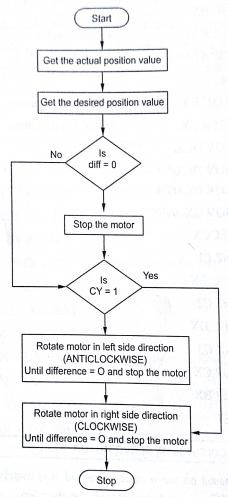 Start
Get the actual position value
Get the desired position value
No
Is
diff = 0
Stop the motor
Is
CY = 1
Yes
Rotate motor in left side direction
(ANTICLOCKWISE)
Until difference = O and stop the motor
Rotate motor in right side direction
(CLOCKWISE)
Until difference = O and stop the motor
Stop